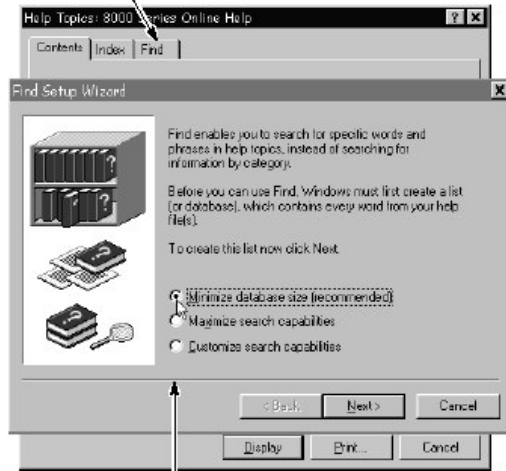 Help Topics: 8000 Series Online Help
Contents Index Find
Find Setup Wizard
Find enables you to search for specific words and
phrases in help topics, instead of searching for
information by category.
Before you can use Find, Windows must first create a list
(or database), which contains every word from your help
file(s).
To create this list now click Next.
Minimize database size (recommended)
Maximize search capabilities
Customize search capabilities
< Back Next > Cancel
Display Print... Cancel